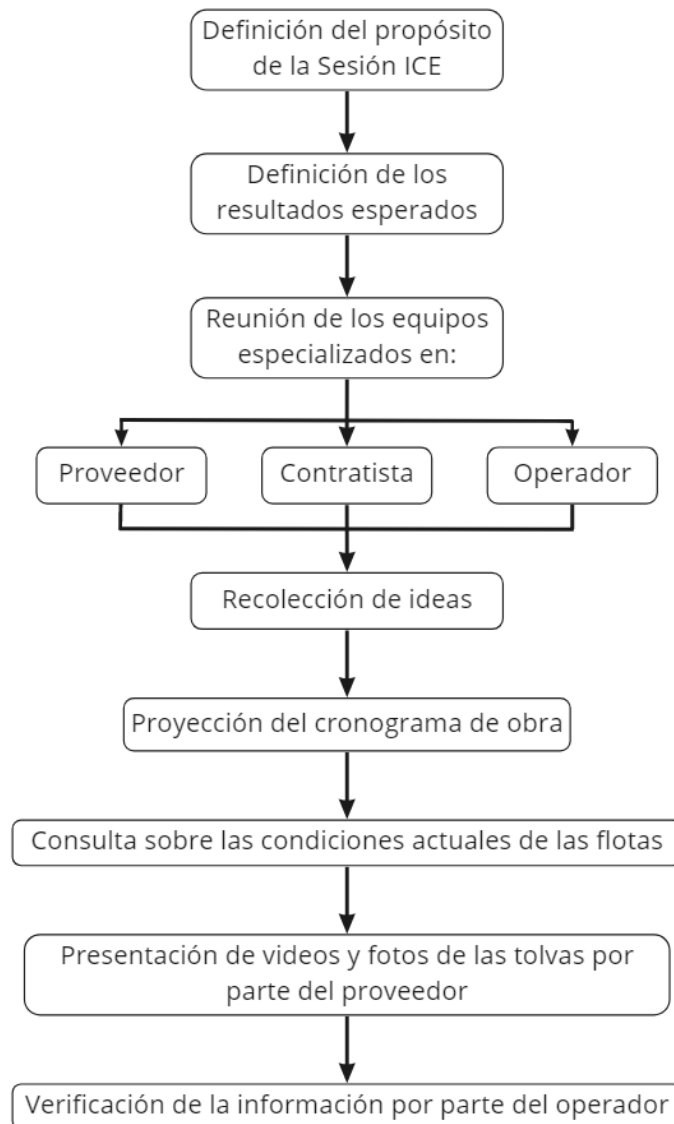 Definición del propósito
de la Sesión ICE
Definición de los
resultados esperados
Reunión de los equipos
especializados en:
Proveedor
Contratista
Operador
Recolección de ideas
Proyección del cronograma de obra
Consulta sobre las condiciones actuales de las flotas
Presentación de videos y fotos de las tolvas por
parte del proveedor
Verificación de la información por parte del operador